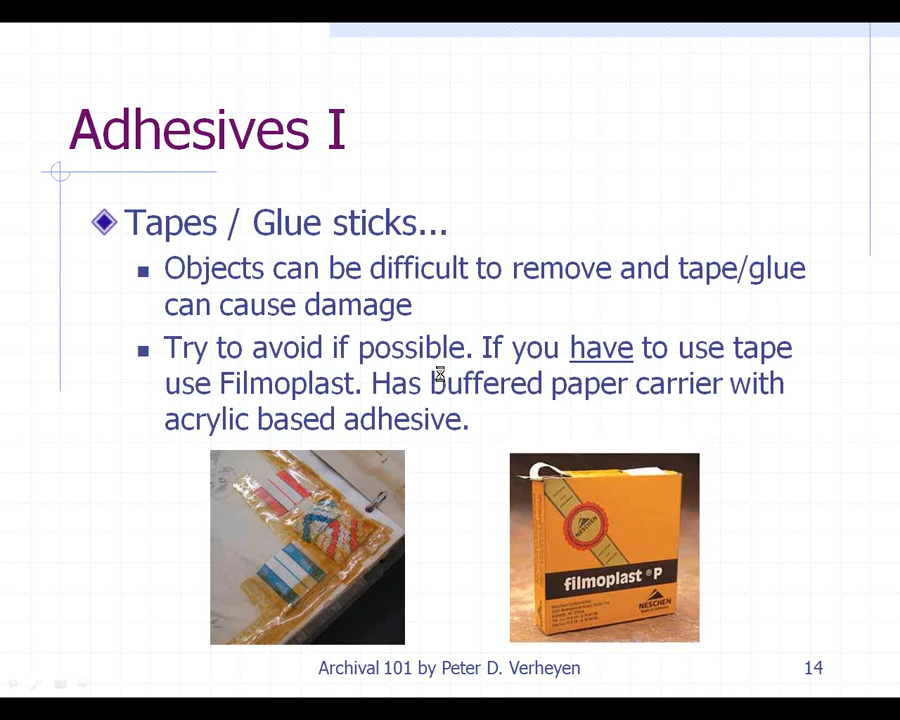 Adhesives I
Tapes / Glue sticks...
Objects can be difficult to remove and tape/glue
can cause damage
Try to avoid if possible. If you have to use tape
use Filmoplast. Has buffered paper carrier with
acrylic based adhesive.
NESCHEN
filmoplast ® P
NESCHEN
Archival 101 by Peter D. Verheyen
14